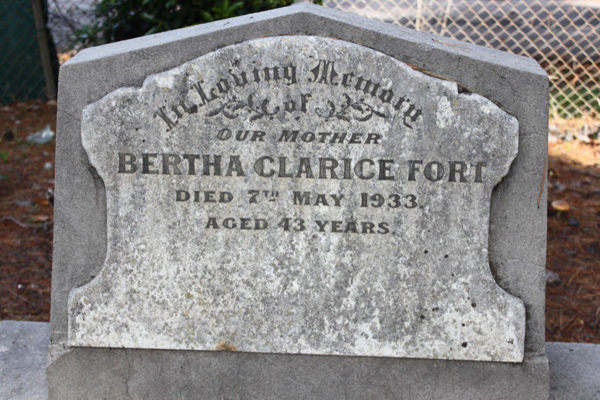 In Loving Memory
of
OUR MOTHER
BERTHA CLARICE FORT
DIED 7TH MAY 1933.
AGED 43 YEARS.